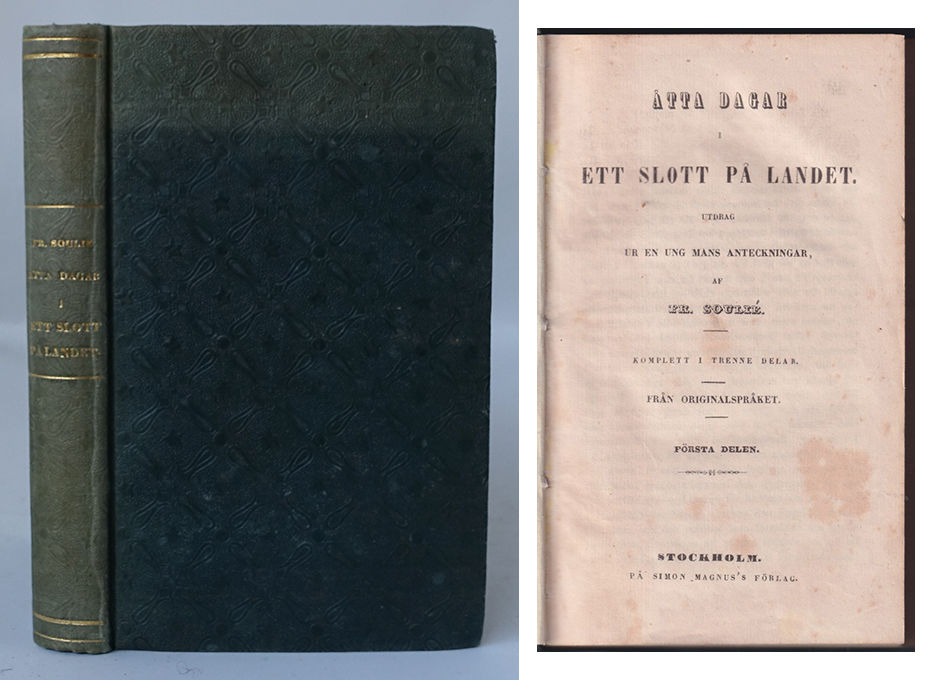 FR. SOULIÉ
ÅTTA DAGAR
I
ETT SLOTT
PÅ LANDET.
ÅTTA DAGAR
I
ETT SLOTT PÅ LANDET.
UTDRAG
UR EN UNG MANS ANTECKNINGAR,
AF
FR. SOULIÉ.
KOMPLETT I TRENNE DELAR.
FRÅN ORIGINALSPRÅKET.
FÖRSTA DELEN.
STOCKHOLM.
PÅ SIMON MAGNUS'S FÖRLAG.